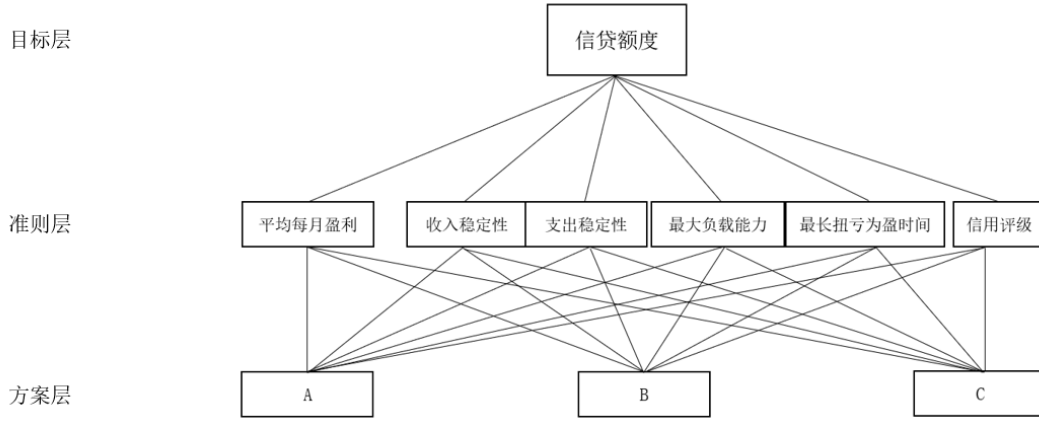 目标层
信贷额度
准则层
平均每月盈利
收入稳定性
支出稳定性
最大负载能力
最长扭亏为盈时间
信用评级
方案层
A
B
C